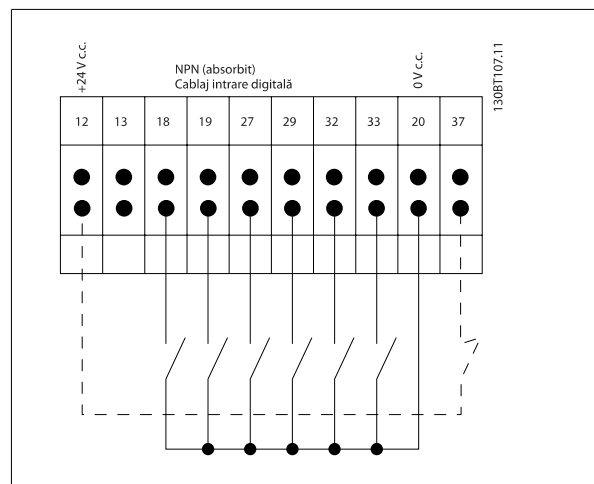 +24 V c.c.
NPN (absorbit)
Cablaj intrare digitală
0 V c.c.
130BT107.11
12 13 18 19 27 29 32 33 20 37